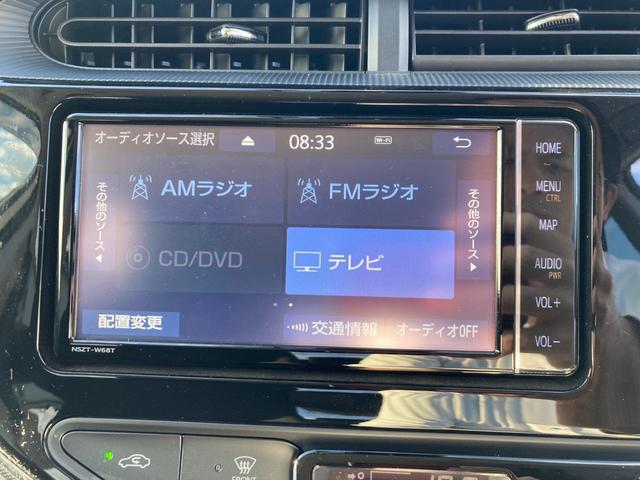 オーディオソース選択
08:33
Wi-Fi
その他のソース
AMラジオ
FMラジオ
その他のソース
CD/DVD
テレビ
配置変更
交通情報
オーディオOFF
NSZT-W68T
HOME
MENU
CTRL
MAP
AUDIO
PWR
VOL+
VOL-
FRONT